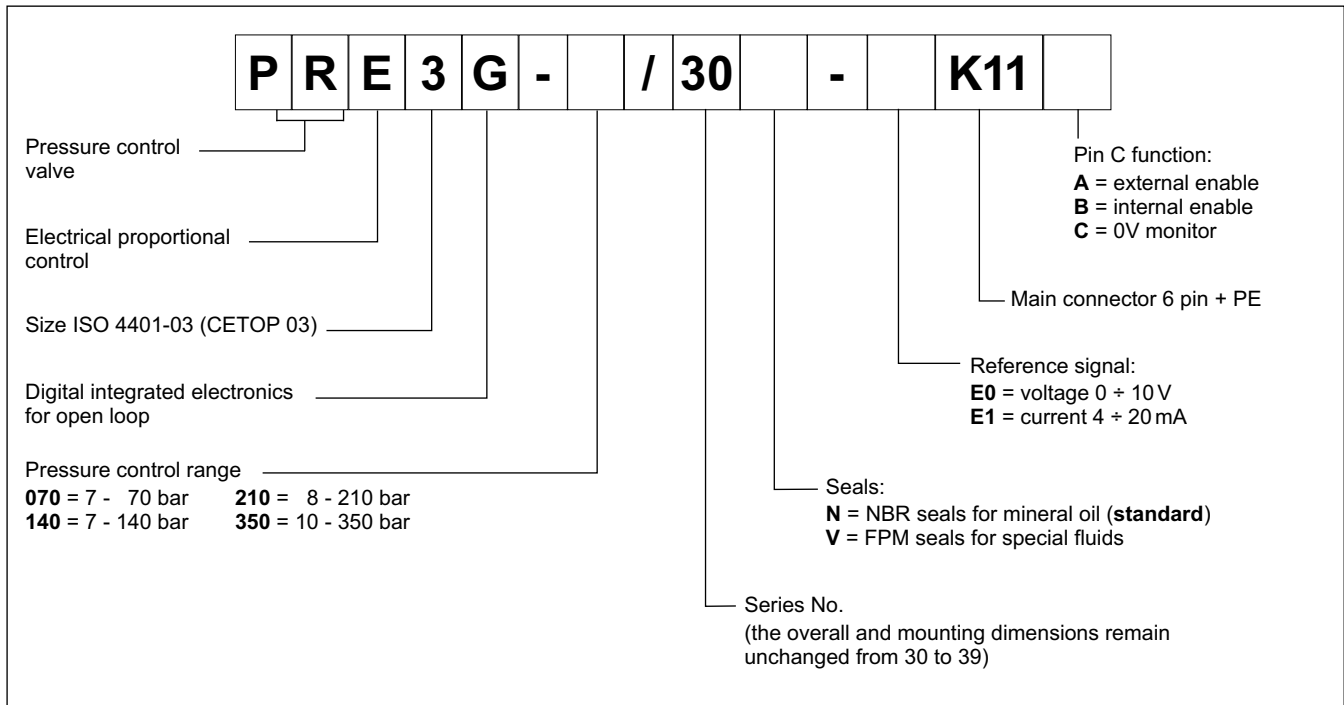 P R E 3 G - / 30 - K11
Pressure control
valve
Electrical proportional
control
Size ISO 4401-03 (CETOP 03)
Digital integrated electronics
for open loop
Pressure control range
070 = 7 - 70 bar 210 = 8 - 210 bar
140 = 7 - 140 bar 350 = 10 - 350 bar
Pin C function:
A = external enable
B = internal enable
C = 0V monitor
Main connector 6 pin + PE
Reference signal:
E0 = voltage 0 ÷ 10 V
E1 = current 4 ÷ 20 mA
Seals:
N = NBR seals for mineral oil (standard)
V = FPM seals for special fluids
Series No.
(the overall and mounting dimensions remain
unchanged from 30 to 39)